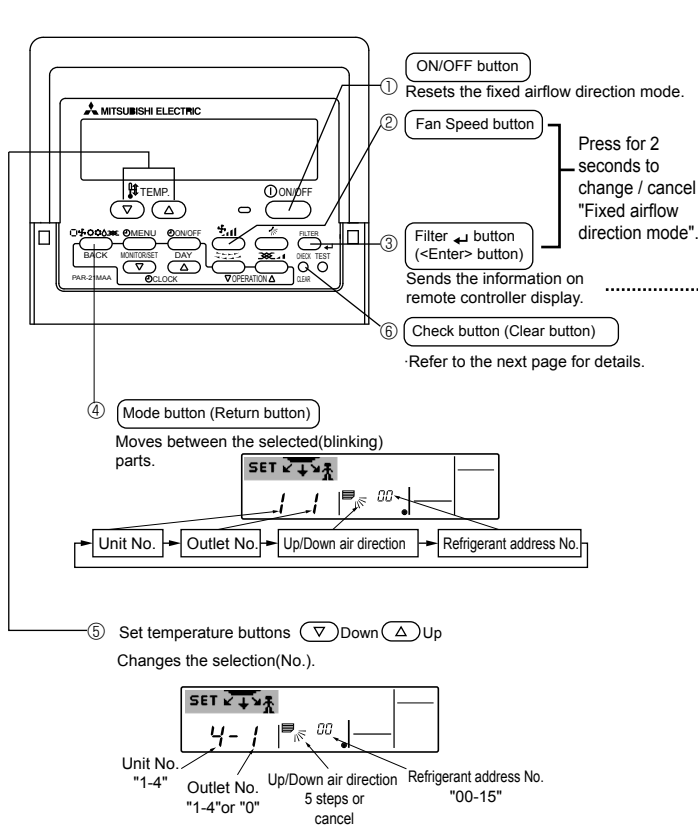 ON/OFF button
① Resets the fixed airflow direction mode.
② Fan Speed button
Press for 2
seconds to
change / cancel
"Fixed airflow
direction mode".
③ Filter ↵ button
(<Enter> button)
Sends the information on
remote controller display.
⑥ Check button (Clear button)
·Refer to the next page for details.
MITSUBISHI ELECTRIC
TEMP. ON/OFF
MENU ON/OFF FILTER
BACK MONITOR/SET DAY CHECK TEST
PAR-21MAA CLOCK ▽OPERATION△ CLEAR
④ Mode button (Return button)
Moves between the selected(blinking)
parts.
SET
1 1 00
Unit No. Outlet No. Up/Down air direction Refrigerant address No.
⑤ Set temperature buttons ▽ Down △ Up
Changes the selection(No.).
SET
4- 1 00
Unit No.
"1-4"
Outlet No.
"1-4"or "0"
Up/Down air direction
5 steps or
cancel
Refrigerant address No.
"00-15"